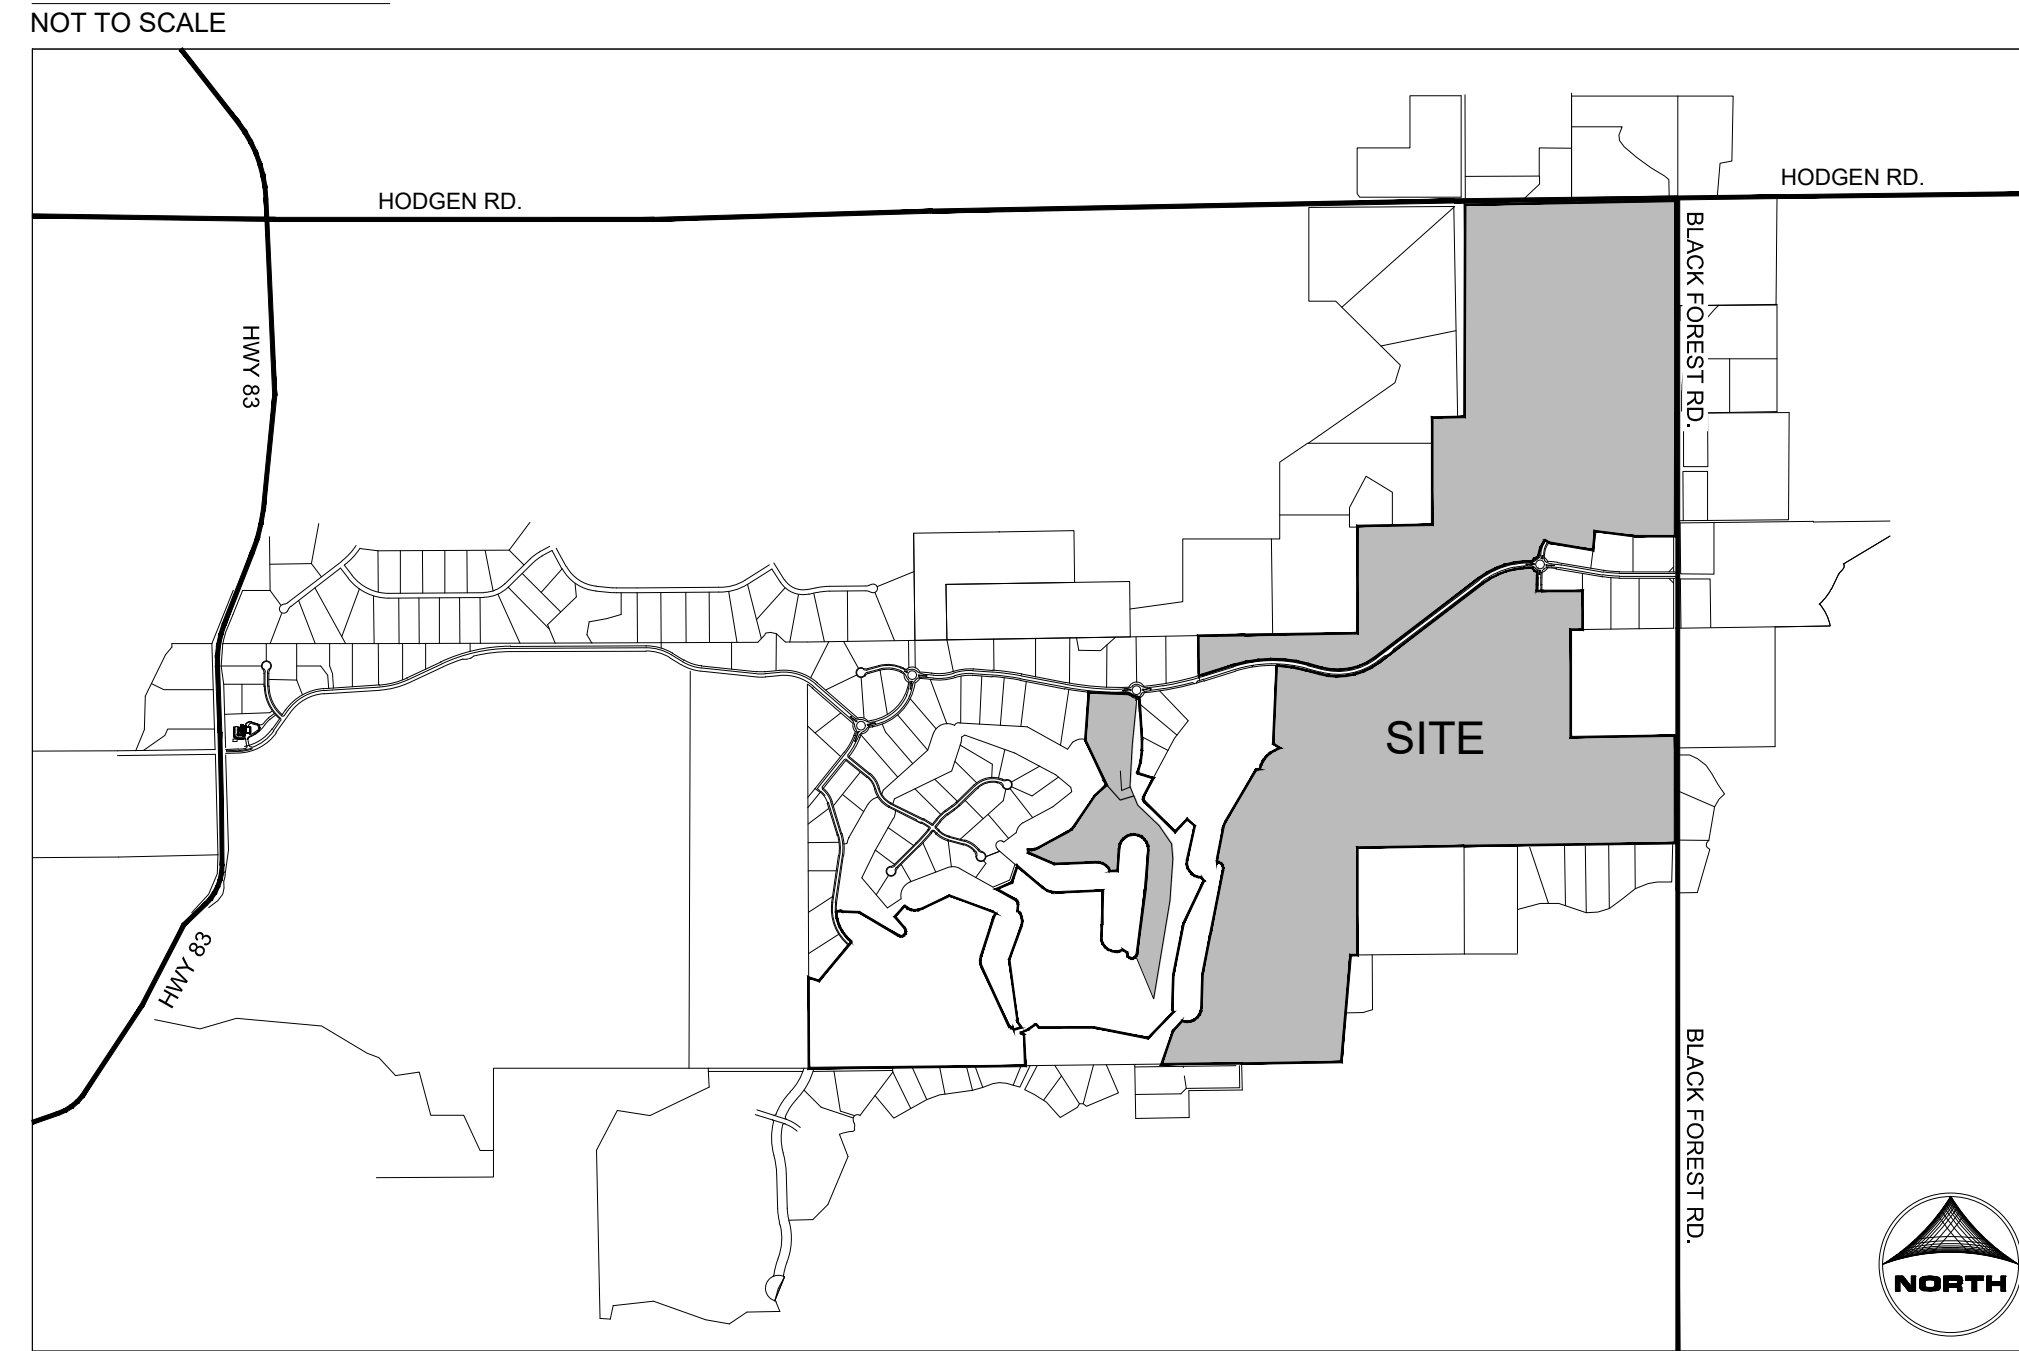 NOT TO SCALE
HODGEN RD.
HODGEN RD.
BLACK FOREST RD.
HWY 83
SITE
HWY 83
BLACK FOREST RD.
NORTH